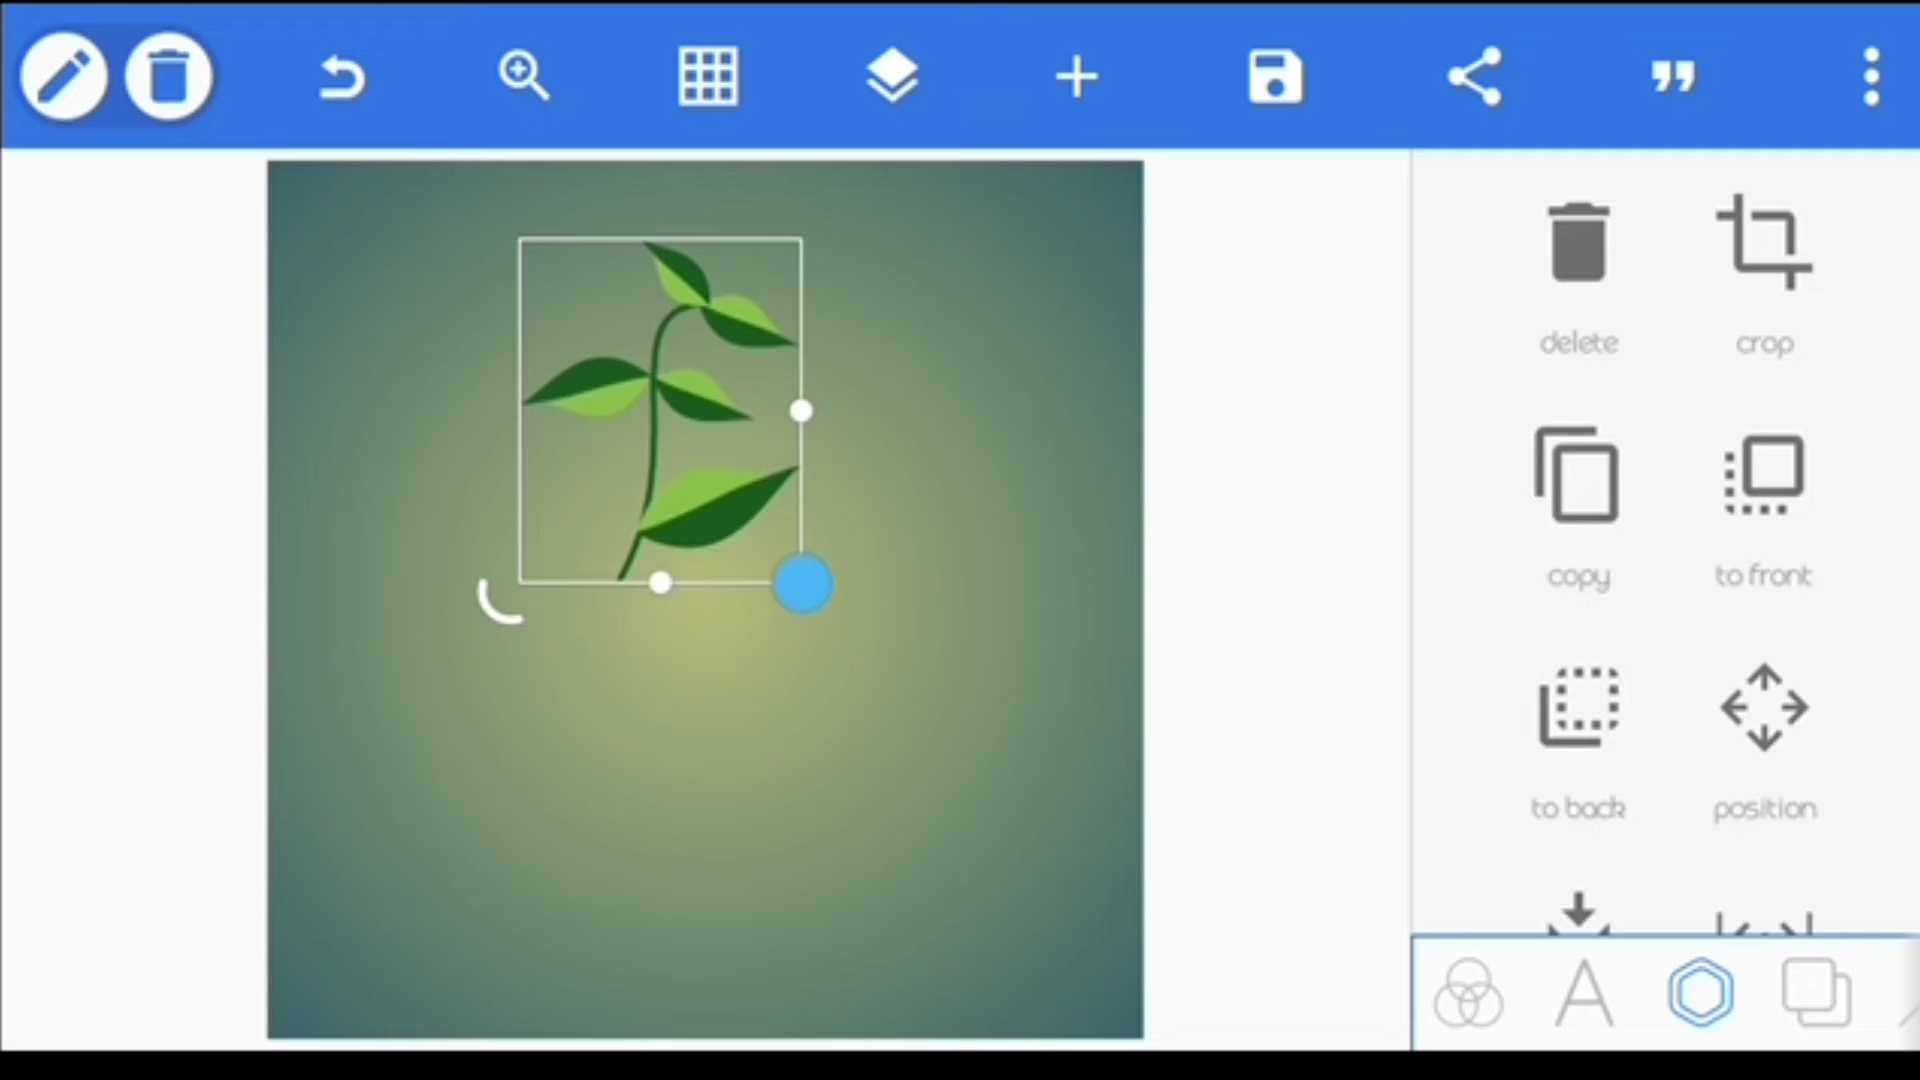 delete
crop
copy
to front
to back
position